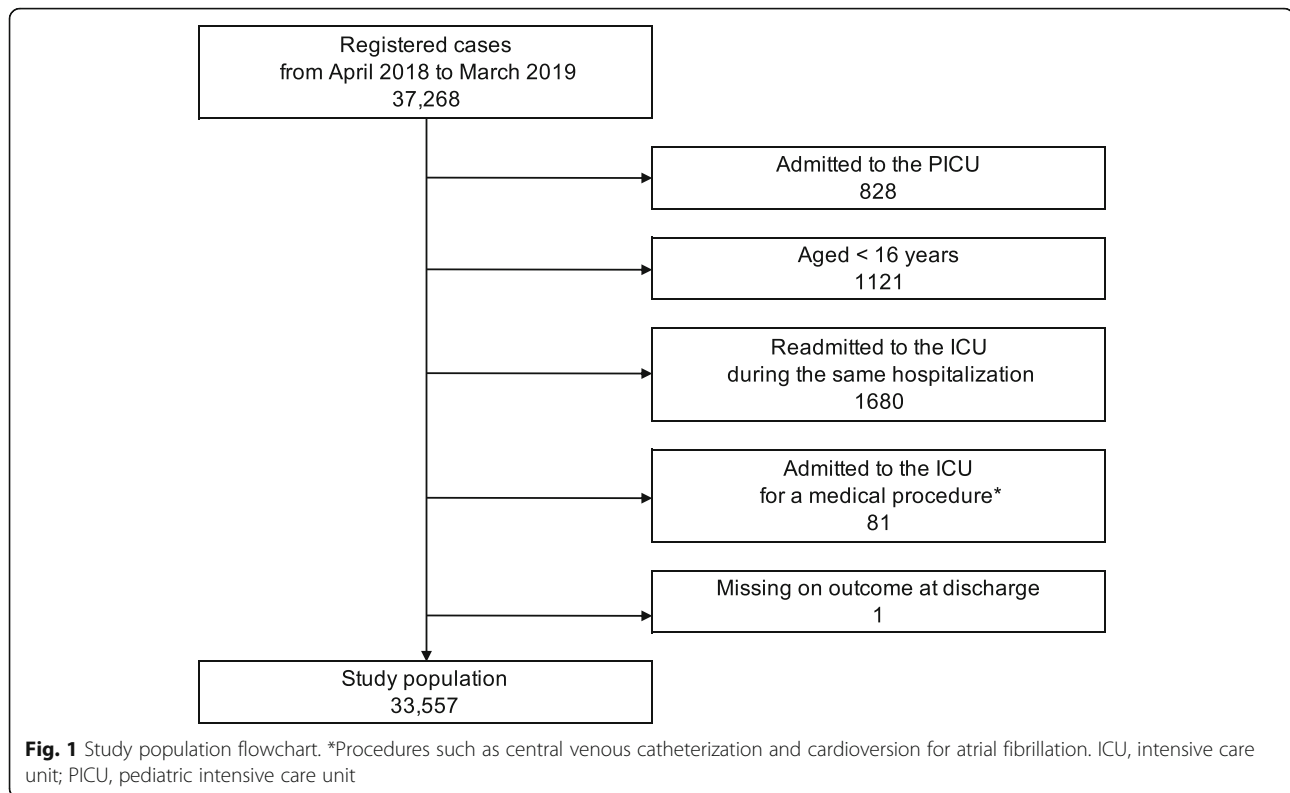 Registered cases
from April 2018 to March 2019
37,268
Admitted to the PICU
828
Aged < 16 years
1121
Readmitted to the ICU
during the same hospitalization
1680
Admitted to the ICU
for a medical procedure*
81
Missing on outcome at discharge
1
Study population
33,557
Fig. 1 Study population flowchart. *Procedures such as central venous catheterization and cardioversion for atrial fibrillation. ICU, intensive care
unit; PICU, pediatric intensive care unit